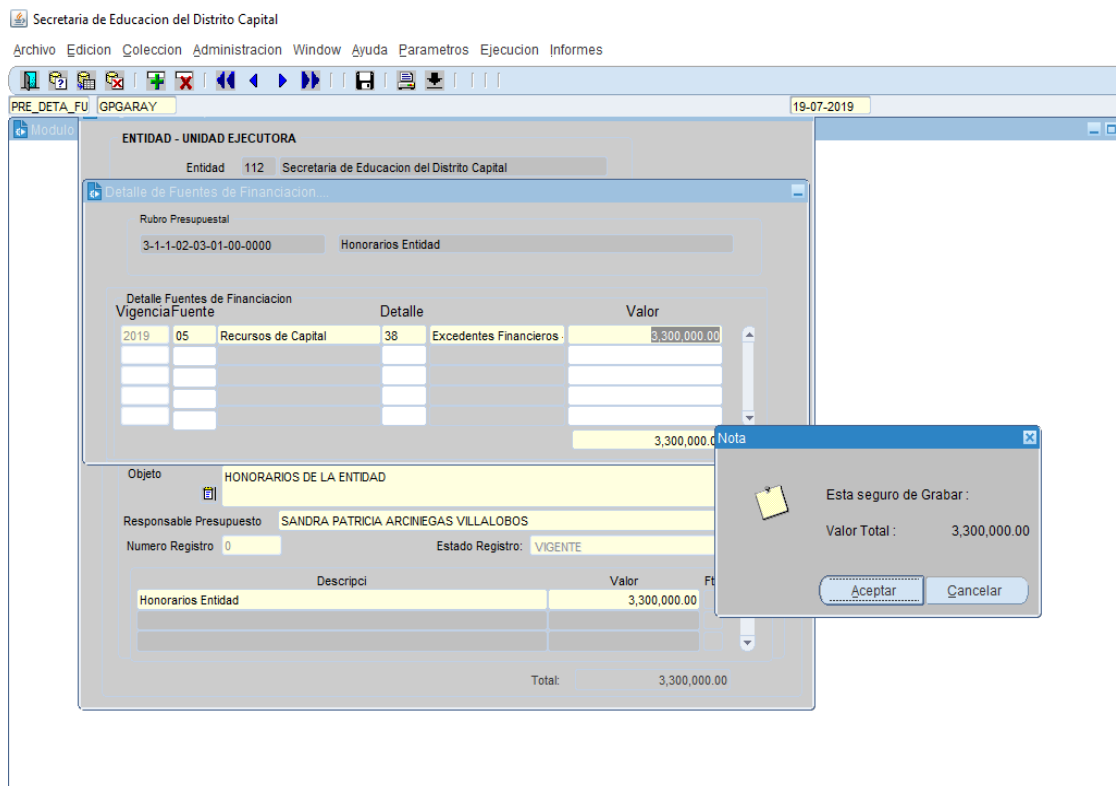 Secretaria de Educacion del Distrito Capital
Archivo Edicion Coleccion Administracion Window Ayuda Parametros Ejecucion Informes
PRE_DETA_FU GPGARAY 19-07-2019
Modulo
ENTIDAD - UNIDAD EJECUTORA
Entidad 112 Secretaria de Educacion del Distrito Capital
Detalle de Fuentes de Financiacion....
Rubro Presupuestal
3-1-1-02-03-01-00-0000 Honorarios Entidad
Detalle Fuentes de Financiacion
Vigencia Fuente Detalle Valor
2019 05 Recursos de Capital 38 Excedentes Financieros 3,300,000.00
3,300,000.0
Nota
Esta seguro de Grabar :
Valor Total : 3,300,000.00
Aceptar Cancelar
Objeto HONORARIOS DE LA ENTIDAD
Responsable Presupuesto SANDRA PATRICIA ARCINIEGAS VILLALOBOS
Numero Registro 0 Estado Registro: VIGENTE
Descripci Valor Ft
Honorarios Entidad 3,300,000.00
Total: 3,300,000.00